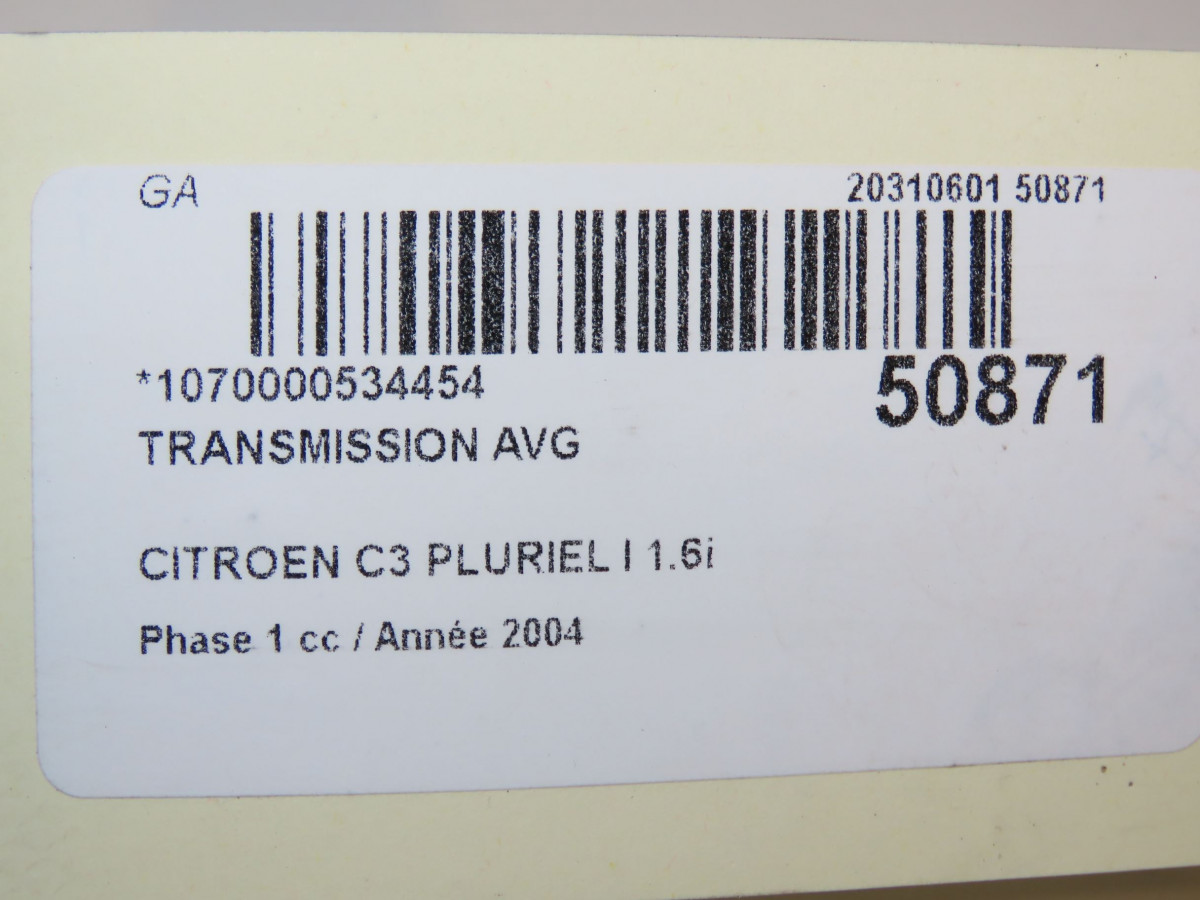 GA 20310601 50871
*1070000534454 50871
TRANSMISSION AVG
CITROEN C3 PLURIEL I 1.6i
Phase 1 cc / Année 2004